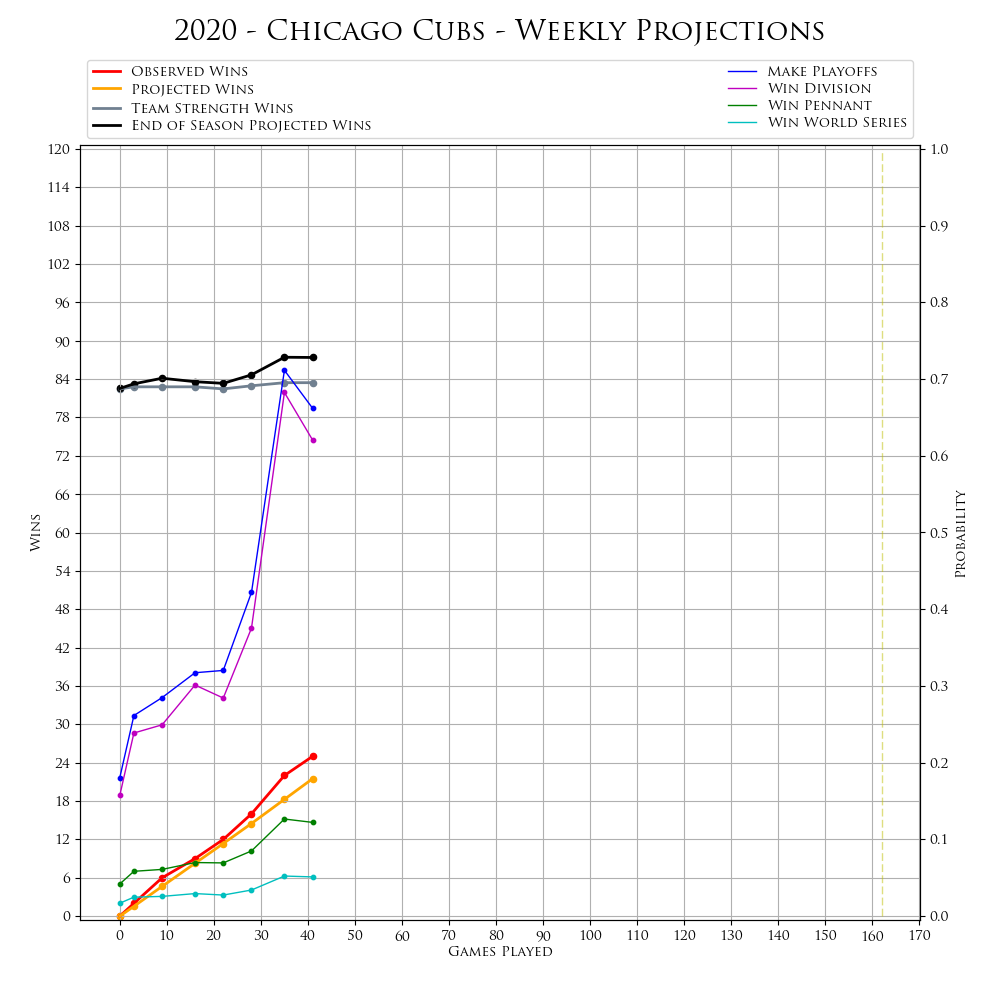 2020 - Chicago Cubs - Weekly Projections
Observed Wins
Projected Wins
Team Strength Wins
End of Season Projected Wins
Make Playoffs
Win Division
Win Pennant
Win World Series
120
114
108
102
96
90
84
78
72
66
60
54
48
42
36
30
24
18
12
6
0
Wins
1.0
0.9
0.8
0.7
0.6
0.5
0.4
0.3
0.2
0.1
0.0
Probability
0 10 20 30 40 50 60 70 80 90 100 110 120 130 140 150 160 170
Games Played